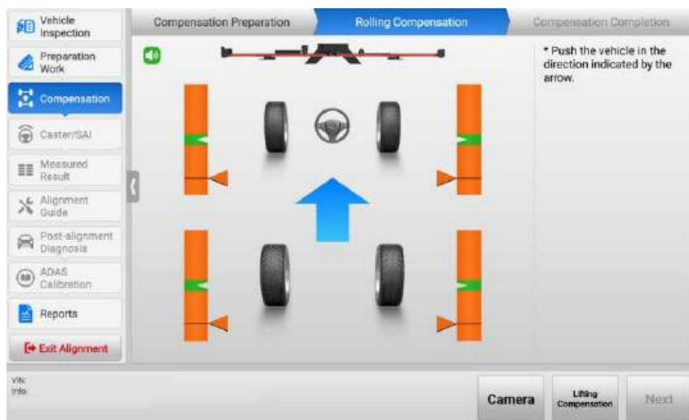 Vehicle
Inspection
Preparation
Work
Compensation
Caster/SAI
Measured
Result
Alignment
Guide
Post-alignment
Diagnosis
ADAS
Calibration
Reports
Exit Alignment
Compensation Preparation
Rolling Compensation
Compensation Completion
* Push the vehicle in the
direction indicated by the
arrow.
VIN:
Info:
Camera
Lifting
Compensation
Next